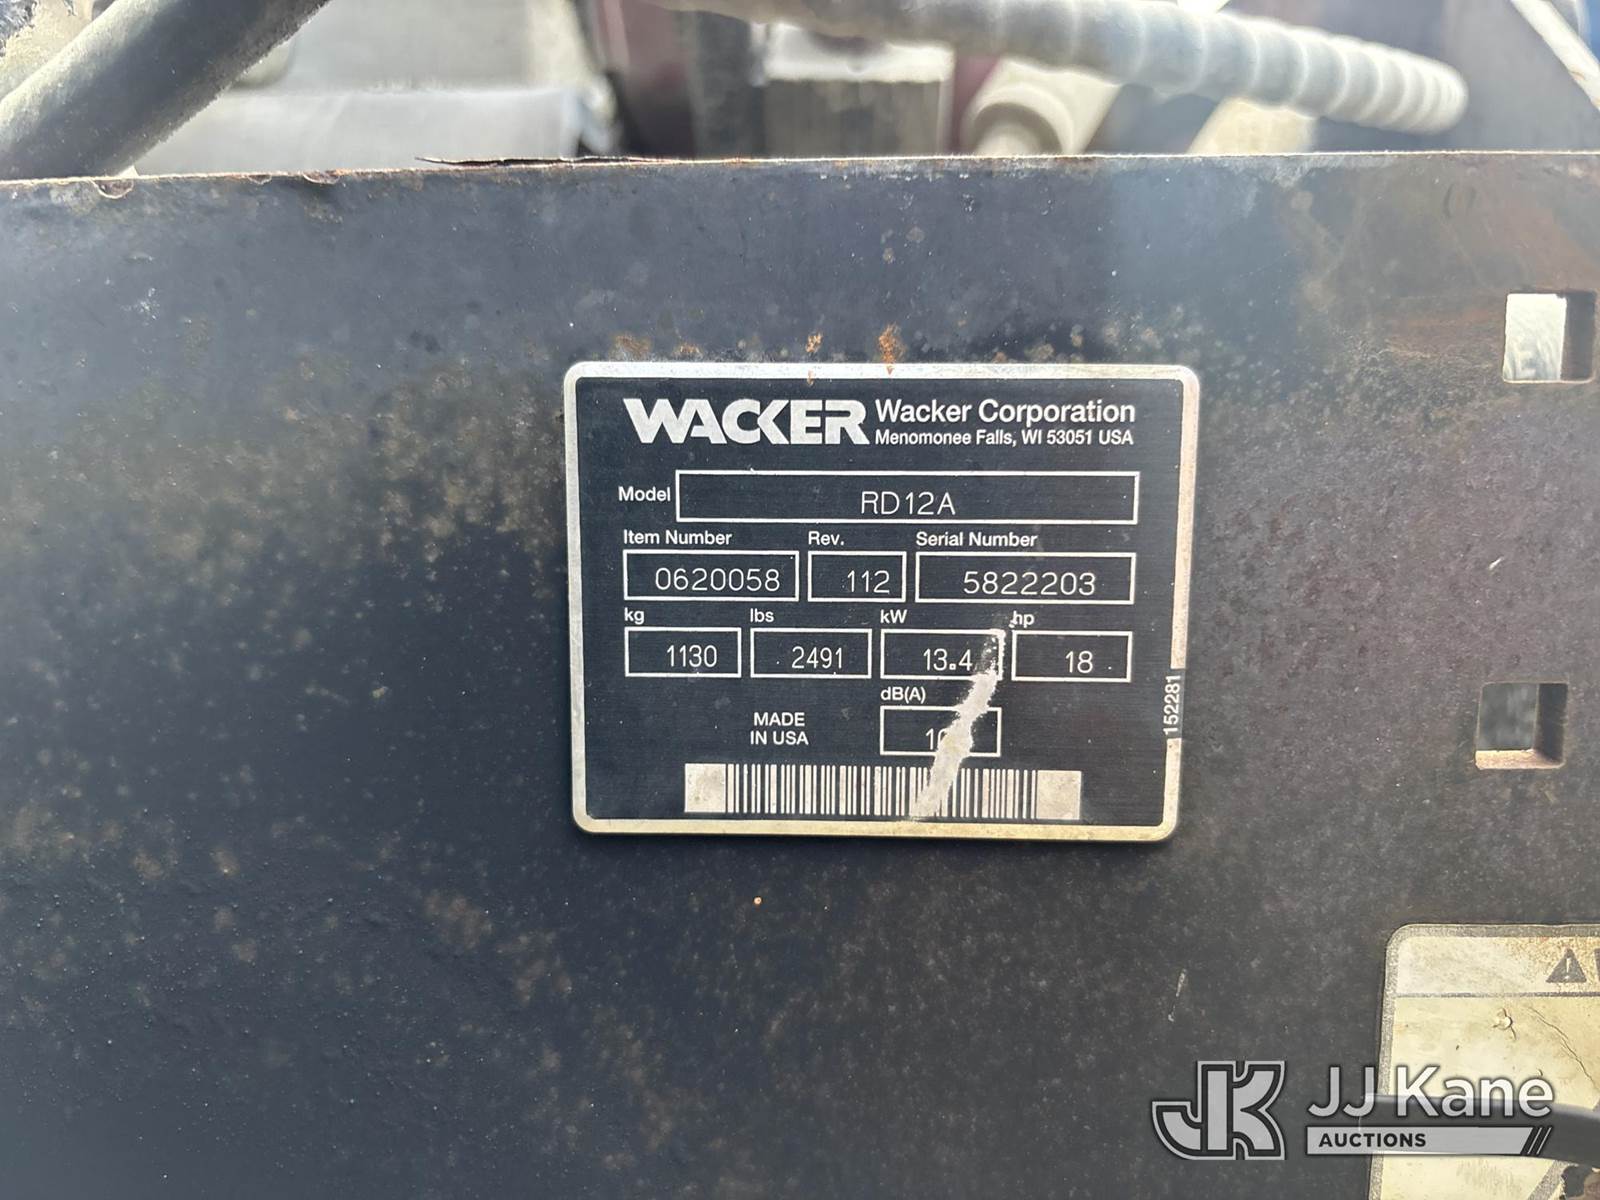 WACKER Wacker Corporation
Menomonee Falls, WI 53051 USA
Model RD12A
Item Number Rev. Serial Number
0620058 112 5822203
kg lbs kW hp
1130 2491 13.4 18
dB(A)
MADE
IN USA
152281
JK JJ Kane
AUCTIONS